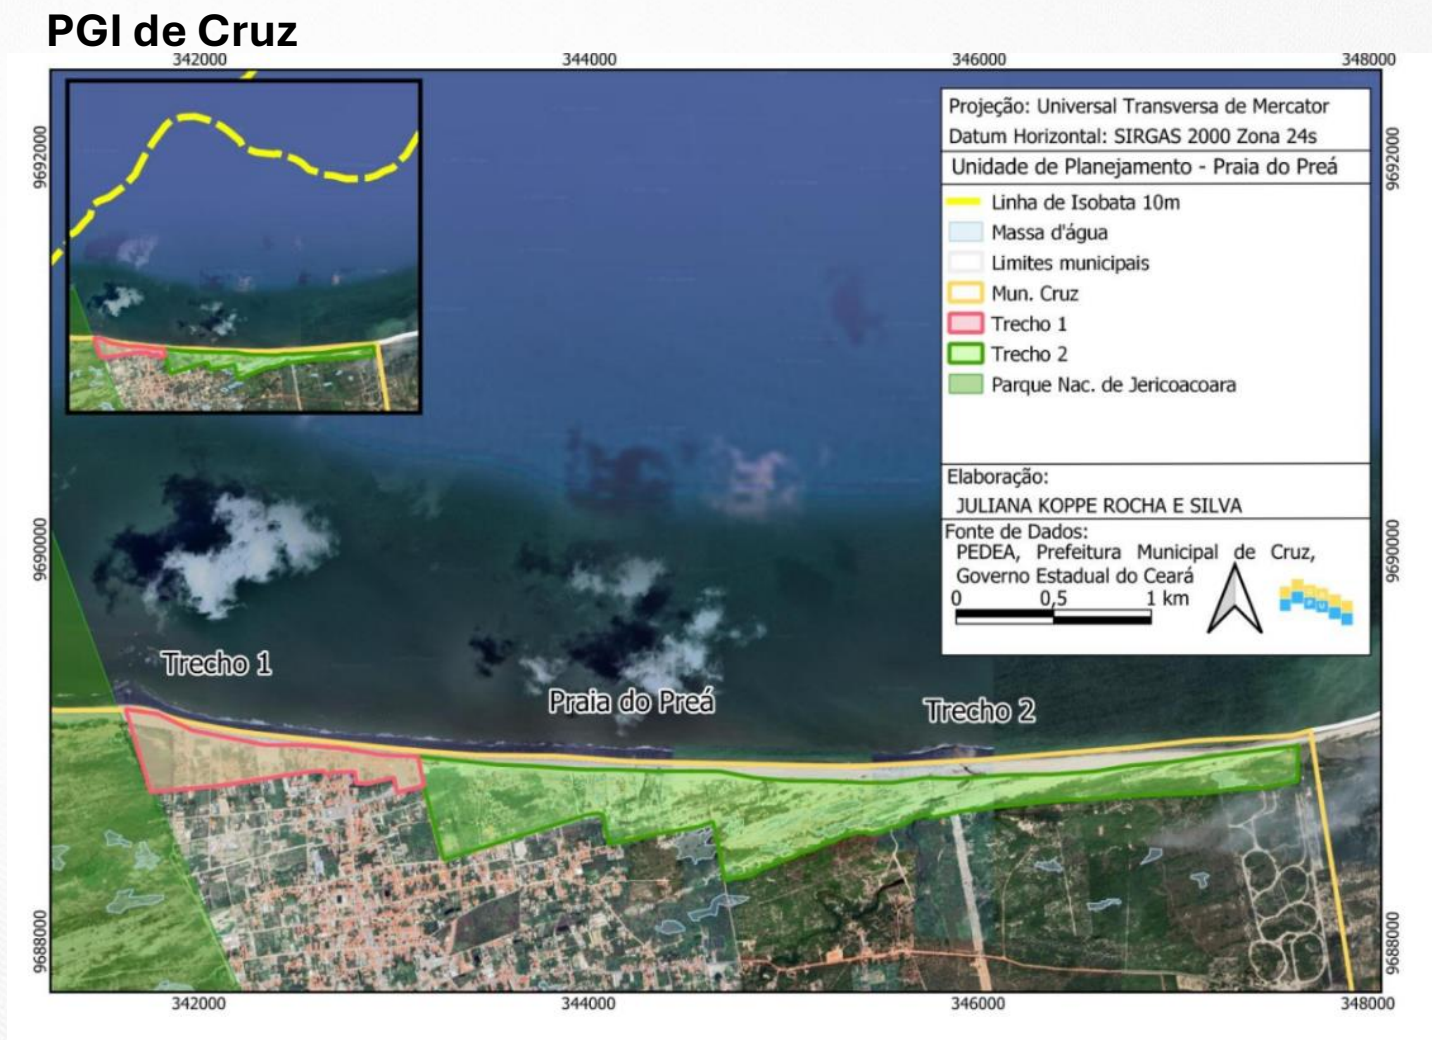 PGI de Cruz
342000
344000
346000
348000
9692000
9692000
Projeção: Universal Transversa de Mercator
Datum Horizontal: SIRGAS 2000 Zona 24s
Unidade de Planejamento - Praia do Preá
Linha de Isobata 10m
Massa d'água
Limites municipais
Mun. Cruz
Trecho 1
Trecho 2
Parque Nac. de Jericoacoara
Elaboração:
JULIANA KOPPE ROCHA E SILVA
Fonte de Dados:
PEDEA, Prefeitura Municipal de Cruz,
Governo Estadual do Ceará
0 0,5 1 km
9690000
9690000
Trecho 1
Praia do Preá
Trecho 2
9688000
9688000
342000
344000
346000
348000